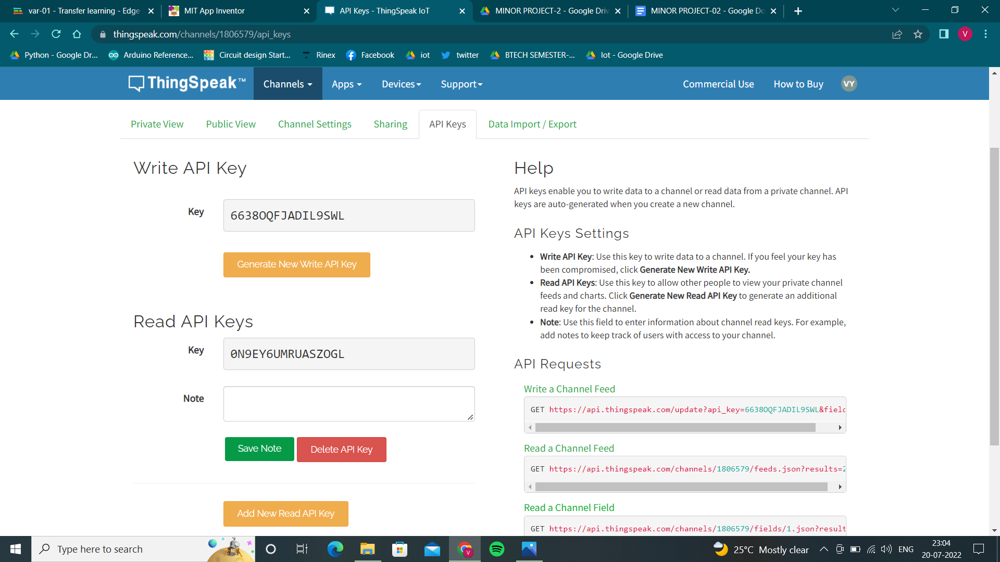 var-01 - Transfer learning - Edge
MIT App Inventor
API Keys - ThingSpeak IoT
MINOR PROJECT-2 - Google Driv
MINOR PROJECT-02 - Google Do
thingspeak.com/channels/1806579/api_keys
V
Python - Google Dr...
Arduino Reference...
Circuit design Start...
Rinex
Facebook
iot
twitter
BTECH SEMESTER-...
Iot - Google Drive
ThingSpeak™
Channels
Apps
Devices
Support
Commercial Use
How to Buy
VY
Private View
Public View
Channel Settings
Sharing
API Keys
Data Import / Export
Write API Key
Key
6638OQFJADIL9SWL
Generate New Write API Key
Read API Keys
Key
0N9EY6UMRUASZOGL
Note
Save Note
Delete API Key
Add New Read API Key
Help
API keys enable you to write data to a channel or read data from a private channel. API
keys are auto-generated when you create a new channel.
API Keys Settings
Write API Key: Use this key to write data to a channel. If you feel your key has
been compromised, click Generate New Write API Key.
Read API Keys: Use this key to allow other people to view your private channel
feeds and charts. Click Generate New Read API Key to generate an additional
read key for the channel.
Note: Use this field to enter information about channel read keys. For example,
add notes to keep track of users with access to your channel.
API Requests
Write a Channel Feed
GET https://api.thingspeak.com/update?api_key=6638OQFJADIL9SWL&field
Read a Channel Feed
GET https://api.thingspeak.com/channels/1806579/feeds.json?results=2
Read a Channel Field
GET https://api.thingspeak.com/channels/1806579/fields/1.json?result
Type here to search
V
25°C Mostly clear
ENG
23:04
20-07-2022